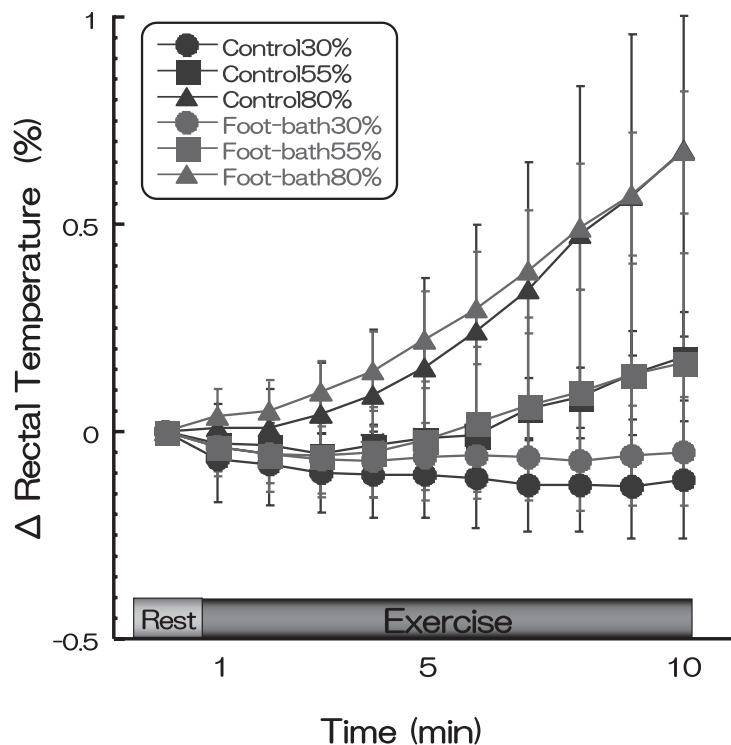 1
Control30%
Control55%
Control80%
Foot-bath30%
Foot-bath55%
Foot-bath80%
Δ Rectal Temperature (%)
0.5
0
Rest
Exercise
-0.5
1
5
10
Time (min)